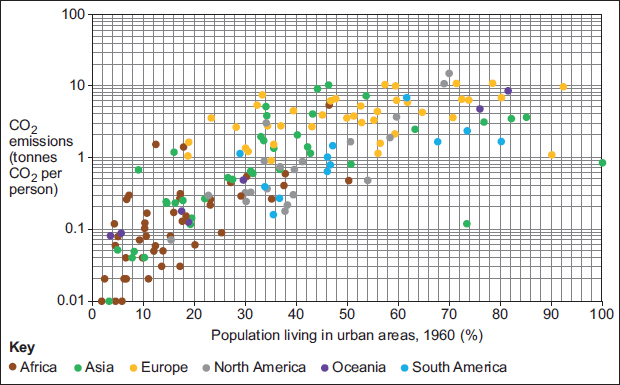 100
10
1
0.1
0.01
CO2
emissions
(tonnes
CO2 per
person)
0 10 20 30 40 50 60 70 80 90 100
Population living in urban areas, 1960 (%)
Key
Africa Asia Europe North America Oceania South America